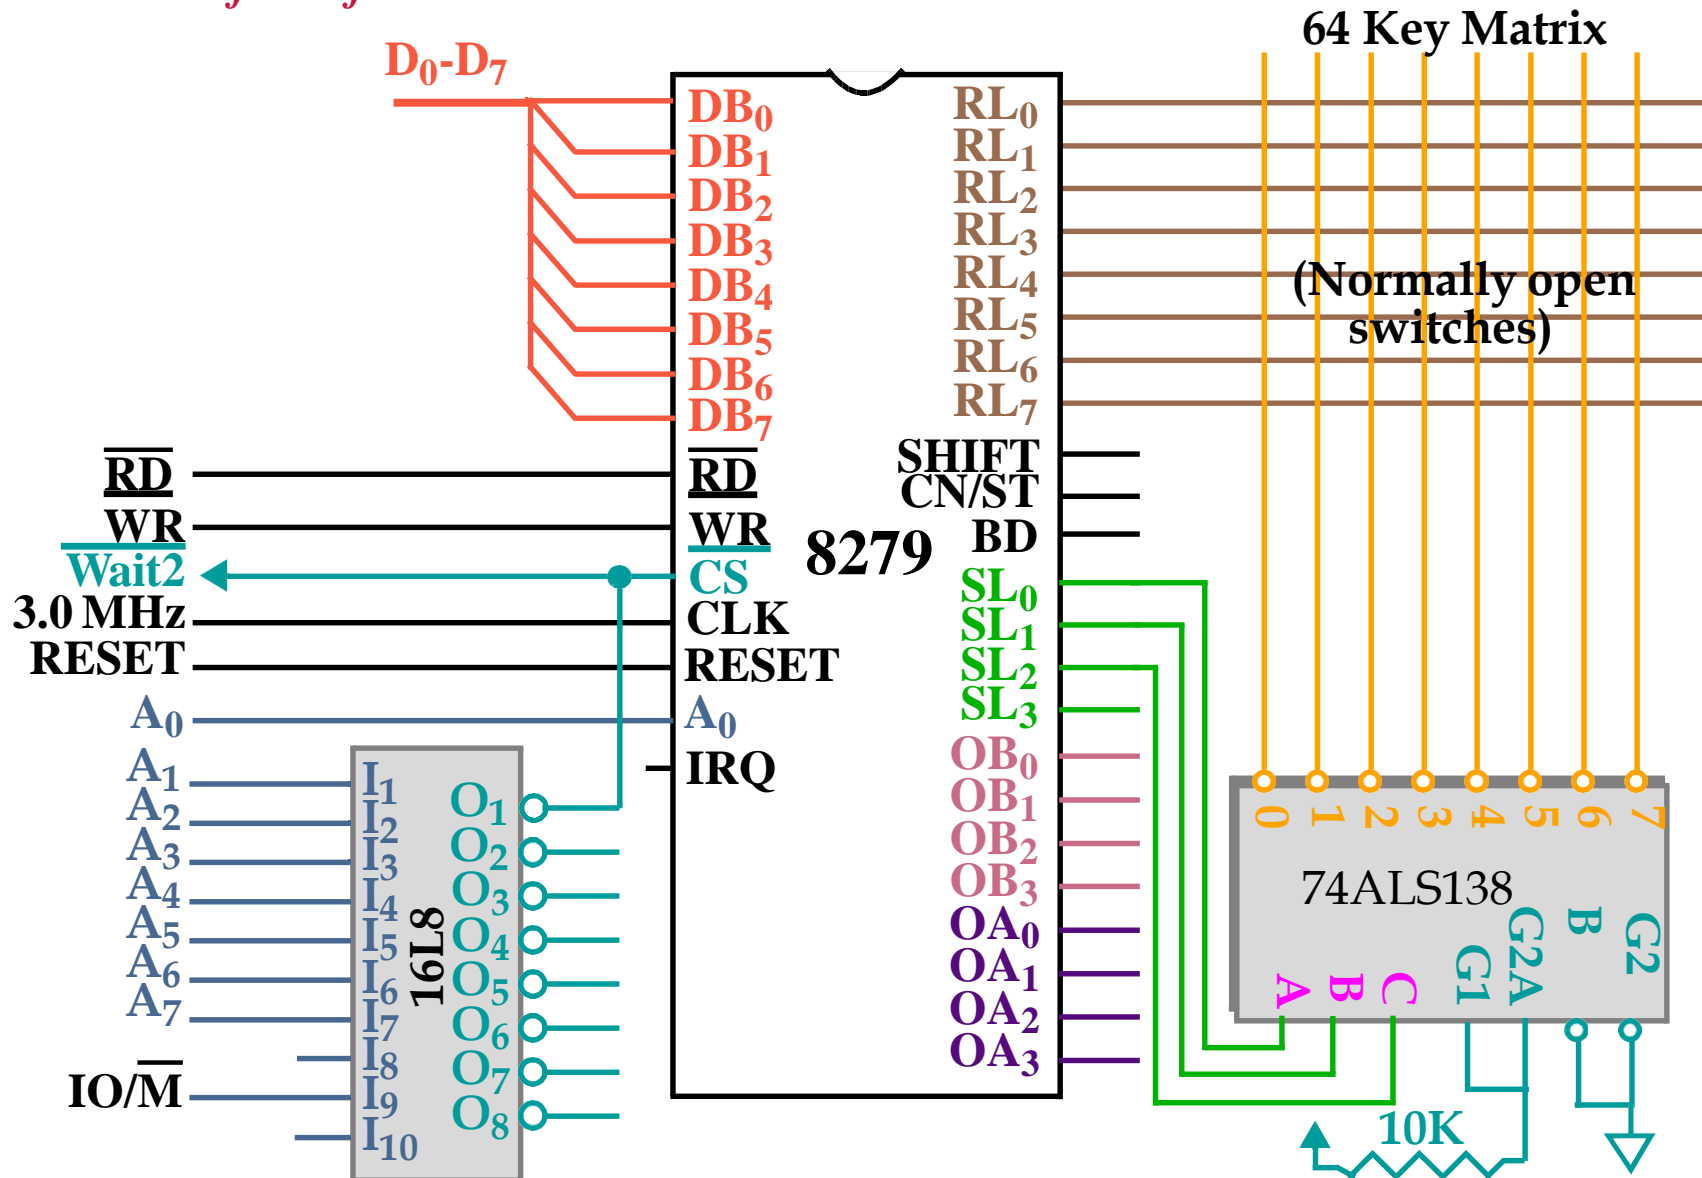 64 Key Matrix
D0-D7
DB0
DB1
DB2
DB3
DB4
DB5
DB6
DB7
RD
WR
CS
CLK
RESET
A0
IRQ
8279
RL0
RL1
RL2
RL3
RL4
RL5
RL6
RL7
SHIFT
CN/ST
BD
SL0
SL1
SL2
SL3
OB0
OB1
OB2
OB3
OA0
OA1
OA2
OA3
(Normally open
switches)
RD
WR
Wait2
3.0 MHz
RESET
A0
A1
A2
A3
A4
A5
A6
A7
IO/M
I1
I2
I3
I4
I5
I6
I7
I8
I9
I10
16L8
O1
O2
O3
O4
O5
O6
O7
O8
0 1 2 3 4 5 6 7
74ALS138
A B C G1 G2A B G2
10K